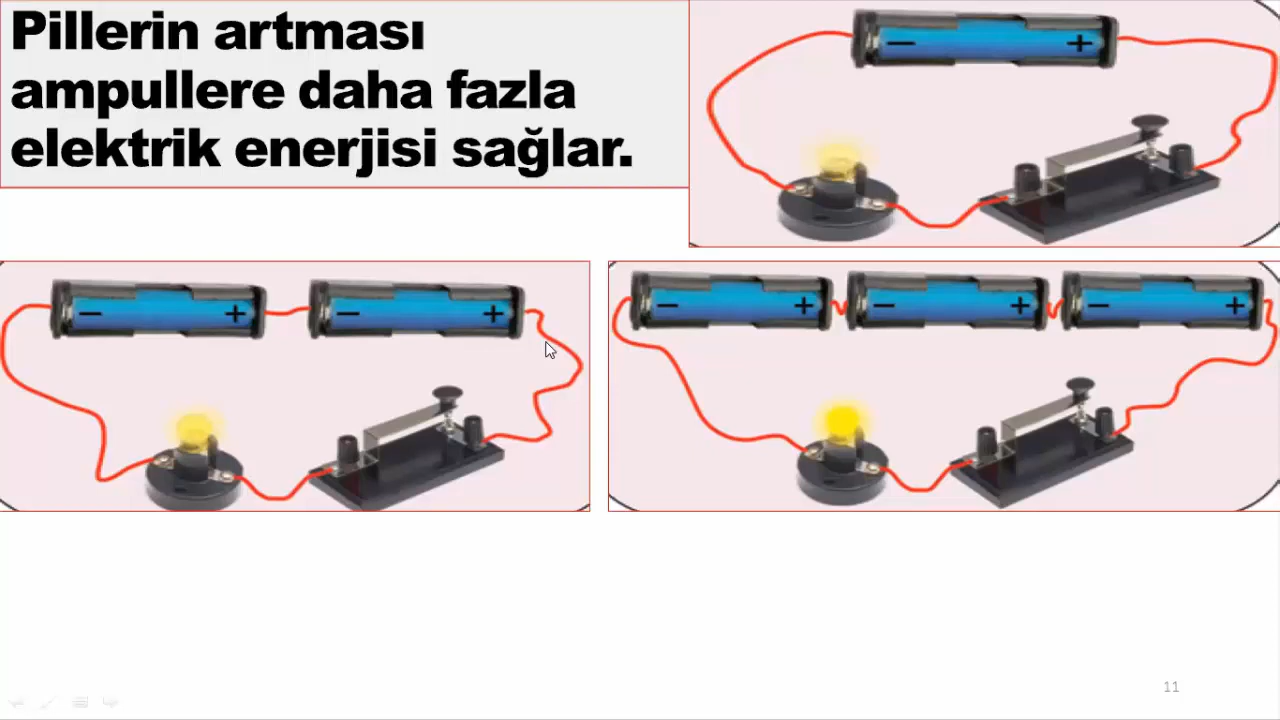 Pillerin artması
ampullere daha fazla
elektrik enerjisi sağlar.
− +
− +
− +
− +
− +
− +
11